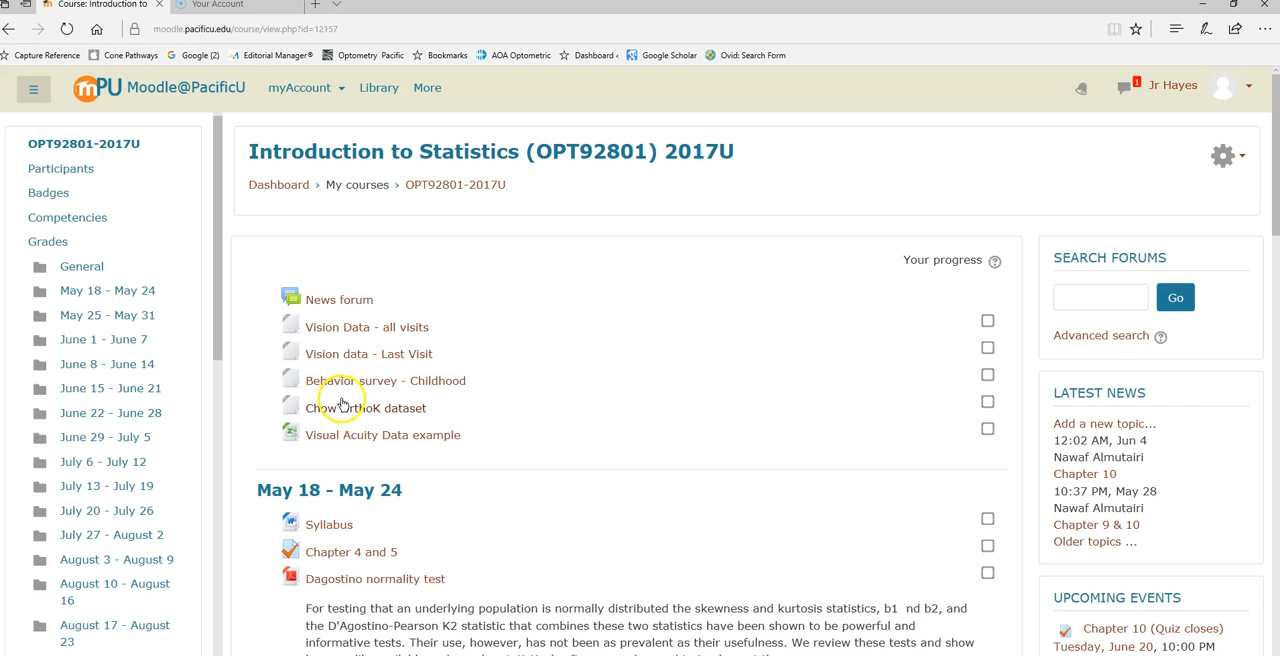 Course: Introduction to
Your Account
moodle.pacificu.edu/course/view.php?id=12157
Capture Reference Cone Pathways Google (2) Editorial Manager® Optometry Pacific Bookmarks AOA Optometric Dashboard Google Scholar Ovid: Search Form
mPU Moodle@PacificU myAccount Library More 1 Jr Hayes
OPT92801-2017U
Participants
Badges
Competencies
Grades
General
May 18 - May 24
May 25 - May 31
June 1 - June 7
June 8 - June 14
June 15 - June 21
June 22 - June 28
June 29 - July 5
July 6 - July 12
July 13 - July 19
July 20 - July 26
July 27 - August 2
August 3 - August 9
August 10 - August
16
August 17 - August
23
Introduction to Statistics (OPT92801) 2017U
Dashboard › My courses › OPT92801-2017U
Your progress
News forum
Vision Data - all visits
Vision data - Last Visit
Behavior survey - Childhood
Chow OrthoK dataset
Visual Acuity Data example
May 18 - May 24
Syllabus
Chapter 4 and 5
Dagostino normality test
For testing that an underlying population is normally distributed the skewness and kurtosis statistics, b1 nd b2, and
the D'Agostino-Pearson K2 statistic that combines these two statistics have been shown to be powerful and
informative tests. Their use, however, has not been as prevalent as their usefulness. We review these tests and show
SEARCH FORUMS
Go
Advanced search
LATEST NEWS
Add a new topic...
12:02 AM, Jun 4
Nawaf Almutairi
Chapter 10
10:37 PM, May 28
Nawaf Almutairi
Chapter 9 & 10
Older topics ...
UPCOMING EVENTS
Chapter 10 (Quiz closes)
Tuesday, June 20, 10:00 PM